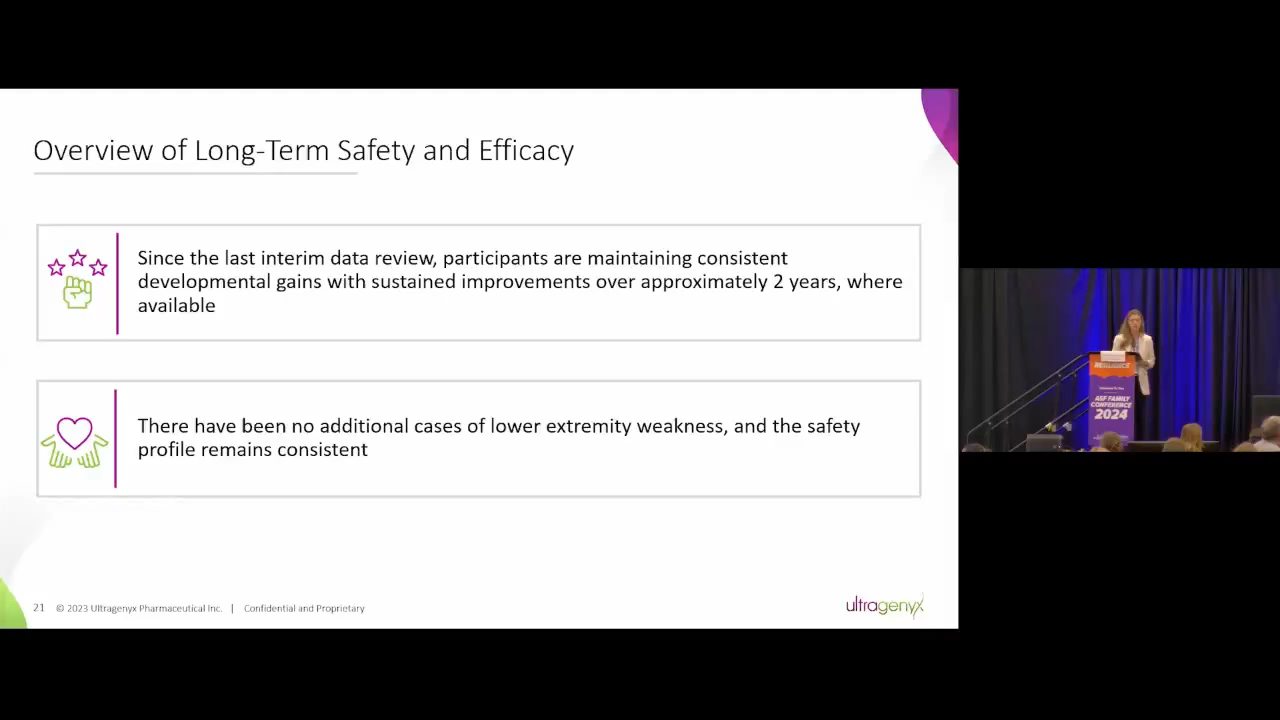 Overview of Long-Term Safety and Efficacy
Since the last interim data review, participants are maintaining consistent
developmental gains with sustained improvements over approximately 2 years, where
available
There have been no additional cases of lower extremity weakness, and the safety
profile remains consistent
21 © 2023 Ultragenyx Pharmaceutical Inc. | Confidential and Proprietary
ultragenyx
ASF FAMILY
CONFERENCE
2024